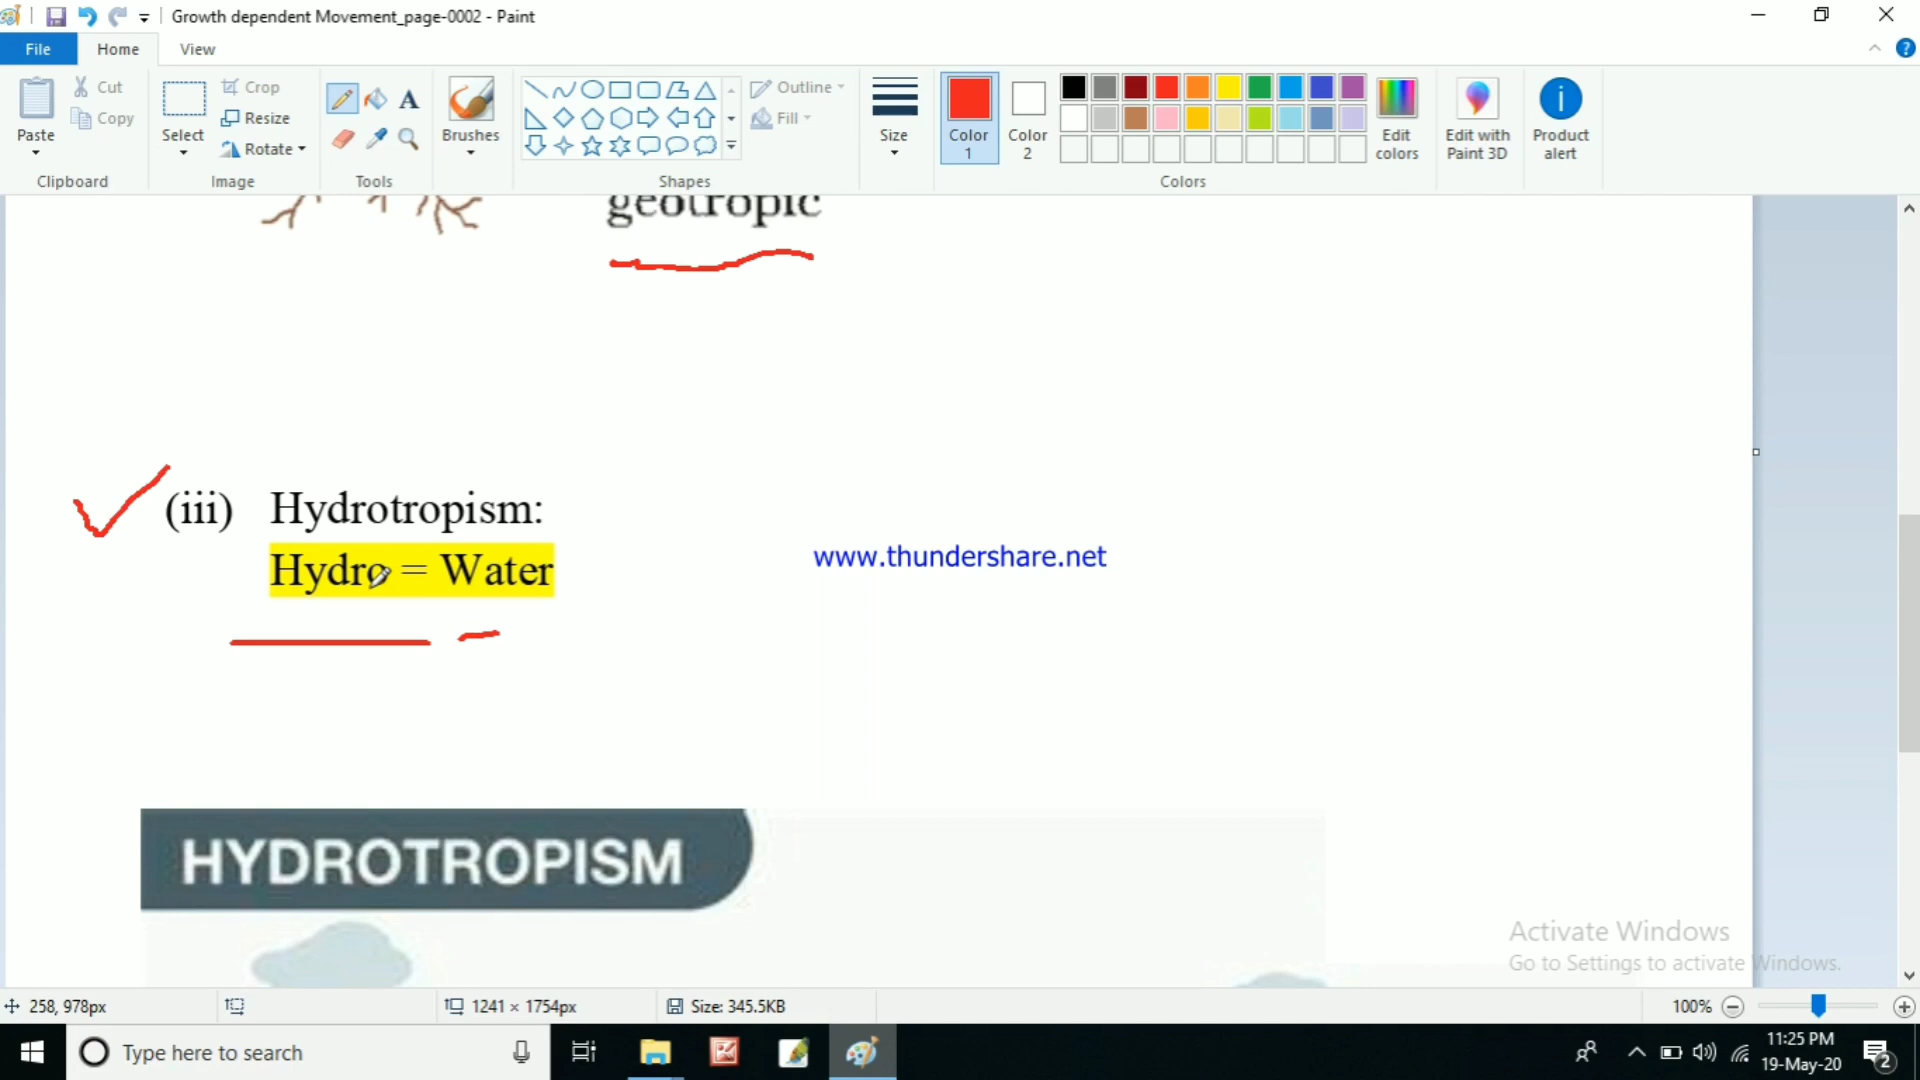 Growth dependent Movement_page-0002 - Paint
File Home View
Paste
Cut
Copy
Clipboard
Select
Crop
Resize
Rotate
Image
A
Tools
Brushes
Shapes
Outline
Fill
Size
Color 1
Color 2
Edit colors
Colors
Edit with Paint 3D
Product alert
geotropic
(iii) Hydrotropism:
Hydro = Water
www.thundershare.net
HYDROTROPISM
Activate Windows
Go to Settings to activate Windows.
258, 978px
1241 × 1754px
Size: 345.5KB
100%
Type here to search
11:25 PM
19-May-20
2